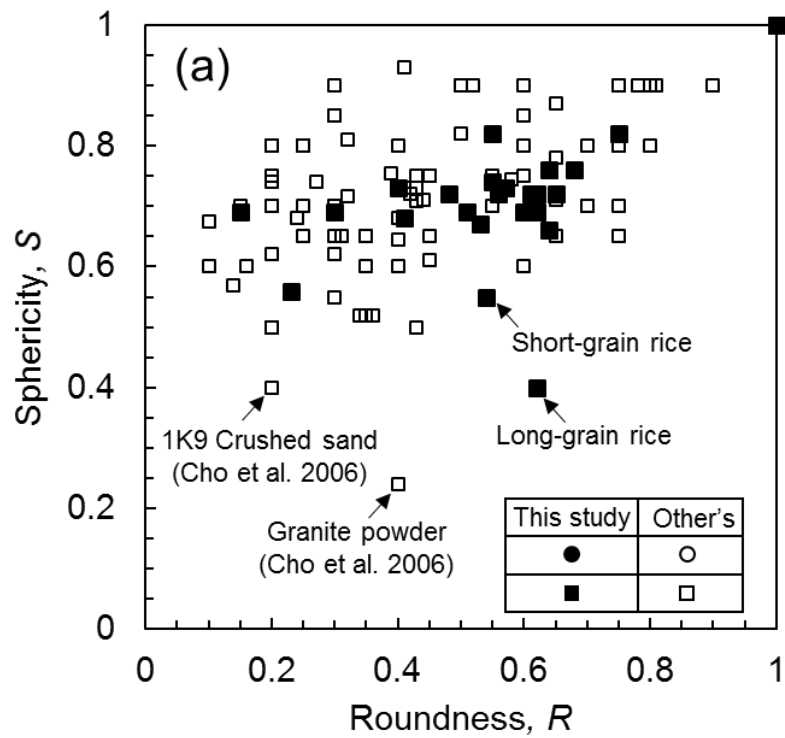 (a)
1
0.8
0.6
0.4
0.2
0
Sphericity, S
Short-grain rice
1K9 Crushed sand
(Cho et al. 2006)
Long-grain rice
Granite powder
(Cho et al. 2006)
This study Other's
0 0.2 0.4 0.6 0.8 1
Roundness, R